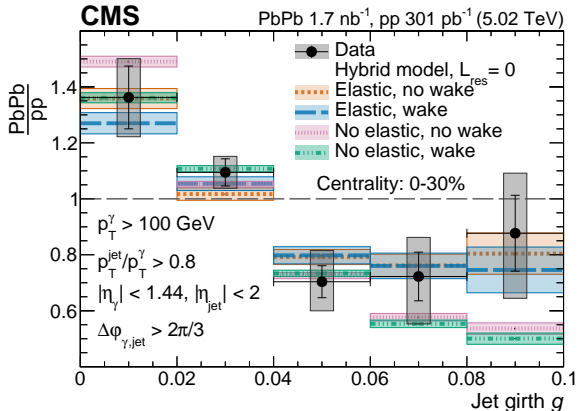 CMS
PbPb 1.7 nb⁻¹, pp 301 pb⁻¹ (5.02 TeV)
Data
Hybrid model, L_res = 0
Elastic, no wake
Elastic, wake
No elastic, no wake
No elastic, wake
Centrality: 0-30%
p_T^γ > 100 GeV
p_T^jet/p_T^γ > 0.8
|η_γ| < 1.44, |η_jet| < 2
Δφ_γ,jet > 2π/3
PbPb
pp
1.4
1.2
1
0.8
0.6
0 0.02 0.04 0.06 0.08 0.1
Jet girth g